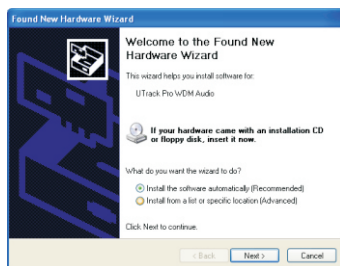 Found New Hardware Wizard
Welcome to the Found New
Hardware Wizard
This wizard helps you install software for:
UTrack Pro WDM Audio
If your hardware came with an installation CD
or floppy disk, insert it now.
What do you want the wizard to do?
Install the software automatically (Recommended)
Install from a list or specific location (Advanced)
Click Next to continue.
< Back
Next >
Cancel